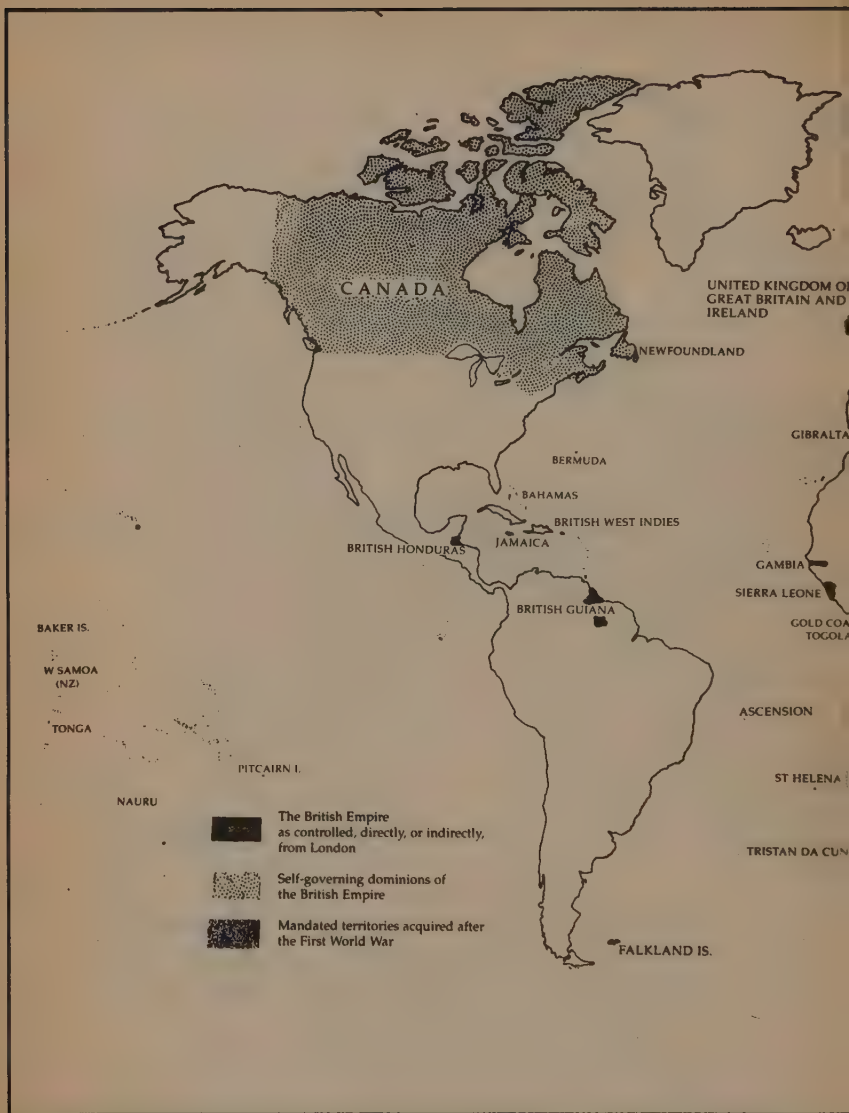 CANADA
UNITED KINGDOM O
GREAT BRITAIN AND
IRELAND
NEWFOUNDLAND
GIBRALTA
BERMUDA
BAHAMAS
BRITISH WEST INDIES
BRITISH HONDURAS
JAMAICA
GAMBIA
SIERRA LEONE
BRITISH GUIANA
GOLD COA
TOGOLA
BAKER IS.
W SAMOA
(NZ)
TONGA
ASCENSION
PITCAIRN I.
ST HELENA
NAURU
The British Empire
as controlled, directly, or indirectly,
from London
TRISTAN DA CUN
Self-governing dominions of
the British Empire
Mandated territories acquired after
the First World War
FALKLAND IS.